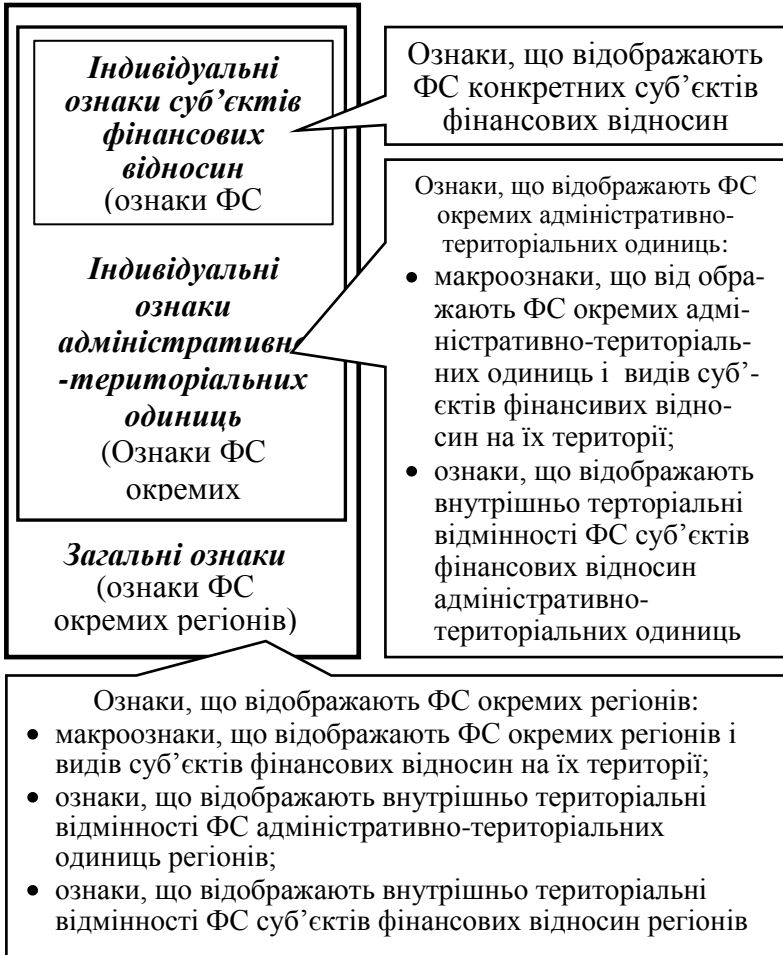 Індивідуальні
ознаки суб’єктів
фінансових
відносин
(ознаки ФС
Ознаки, що відображають
ФС конкретних суб’єктів
фінансових відносин
Індивідуальні
ознаки
адміністративно
-територіальних
одиниць
(Ознаки ФС
окремих
Ознаки, що відображають ФС
окремих адміністративно-
територіальних одиниць:
• макроознаки, що від обра-
жають ФС окремих адмі-
ністративно-територіаль-
них одиниць і видів суб’-
єктів фінансивих відно-
син на їх території;
• ознаки, що відображають
внутрішньо терторіальні
відмінності ФС суб’єктів
фінансових відносин
адміністративно-
територіальних одиниць
Загальні ознаки
(ознаки ФС
окремих регіонів)
Ознаки, що відображають ФС окремих регіонів:
• макроознаки, що відображають ФС окремих регіонів і
видів суб’єктів фінансових відносин на їх території;
• ознаки, що відображають внутрішньо територіальні
відмінності ФС адміністративно-територіальних
одиниць регіонів;
• ознаки, що відображають внутрішньо територіальні
відмінності ФС суб’єктів фінансових відносин регіонів